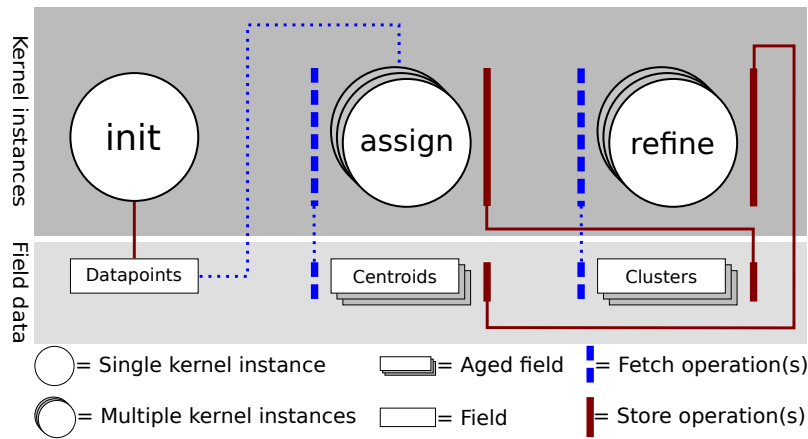 Kernel instances
init
assign
refine
Field data
Datapoints
Centroids
Clusters
= Single kernel instance
= Aged field
= Fetch operation(s)
= Multiple kernel instances
= Field
= Store operation(s)